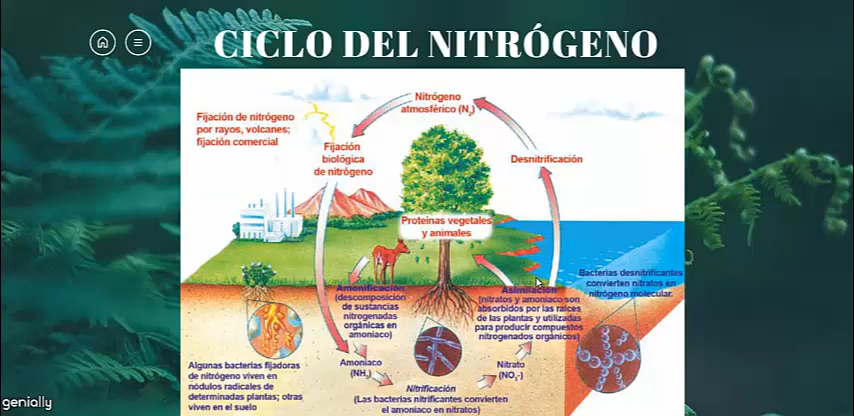 CICLO DEL NITRÓGENO
Nitrógeno
atmosférico (N₂)
Fijación de nitrógeno
por rayos, volcanes;
fijación comercial
Fijación
biológica
de nitrógeno
Desnitrificación
Proteínas vegetales
y animales
Amonificación
(descomposición
de sustancias
nitrogenadas
orgánicas en
amoniaco)
Asimilación
(nitratos y amoniaco son
absorbidos por las raíces
de las plantas y utilizadas
para producir compuestos
nitrogenados orgánicos)
Bacterias desnitrificantes
convierten nitratos en
nitrógeno molecular.
Algunas bacterias fijadoras
de nitrógeno viven en
nódulos radicales de
determinadas plantas; otras
viven en el suelo
Amoniaco
(NH₃)
Nitrificación
(Las bacterias nitrificantes convierten
el amoniaco en nitratos)
Nitrato
(NO₃-)
genially